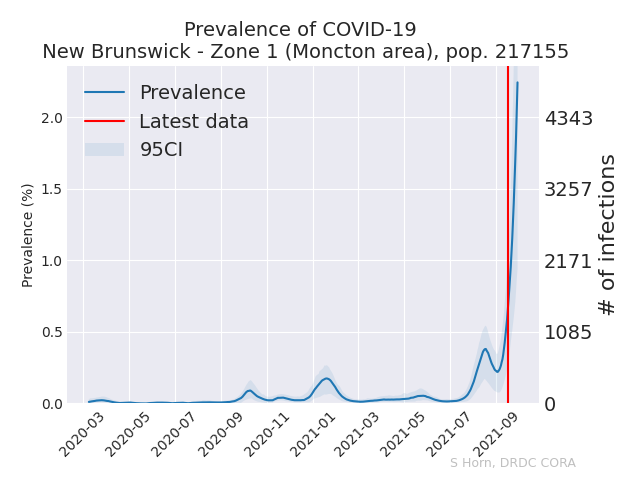 Prevalence of COVID-19
New Brunswick - Zone 1 (Moncton area), pop. 217155
Prevalence
Latest data
95CI
Prevalence (%)
2.0
1.5
1.0
0.5
0.0
4343
3257
2171
1085
0
# of infections
2020-03
2020-05
2020-07
2020-09
2020-11
2021-01
2021-03
2021-05
2021-07
2021-09
S Horn, DRDC CORA